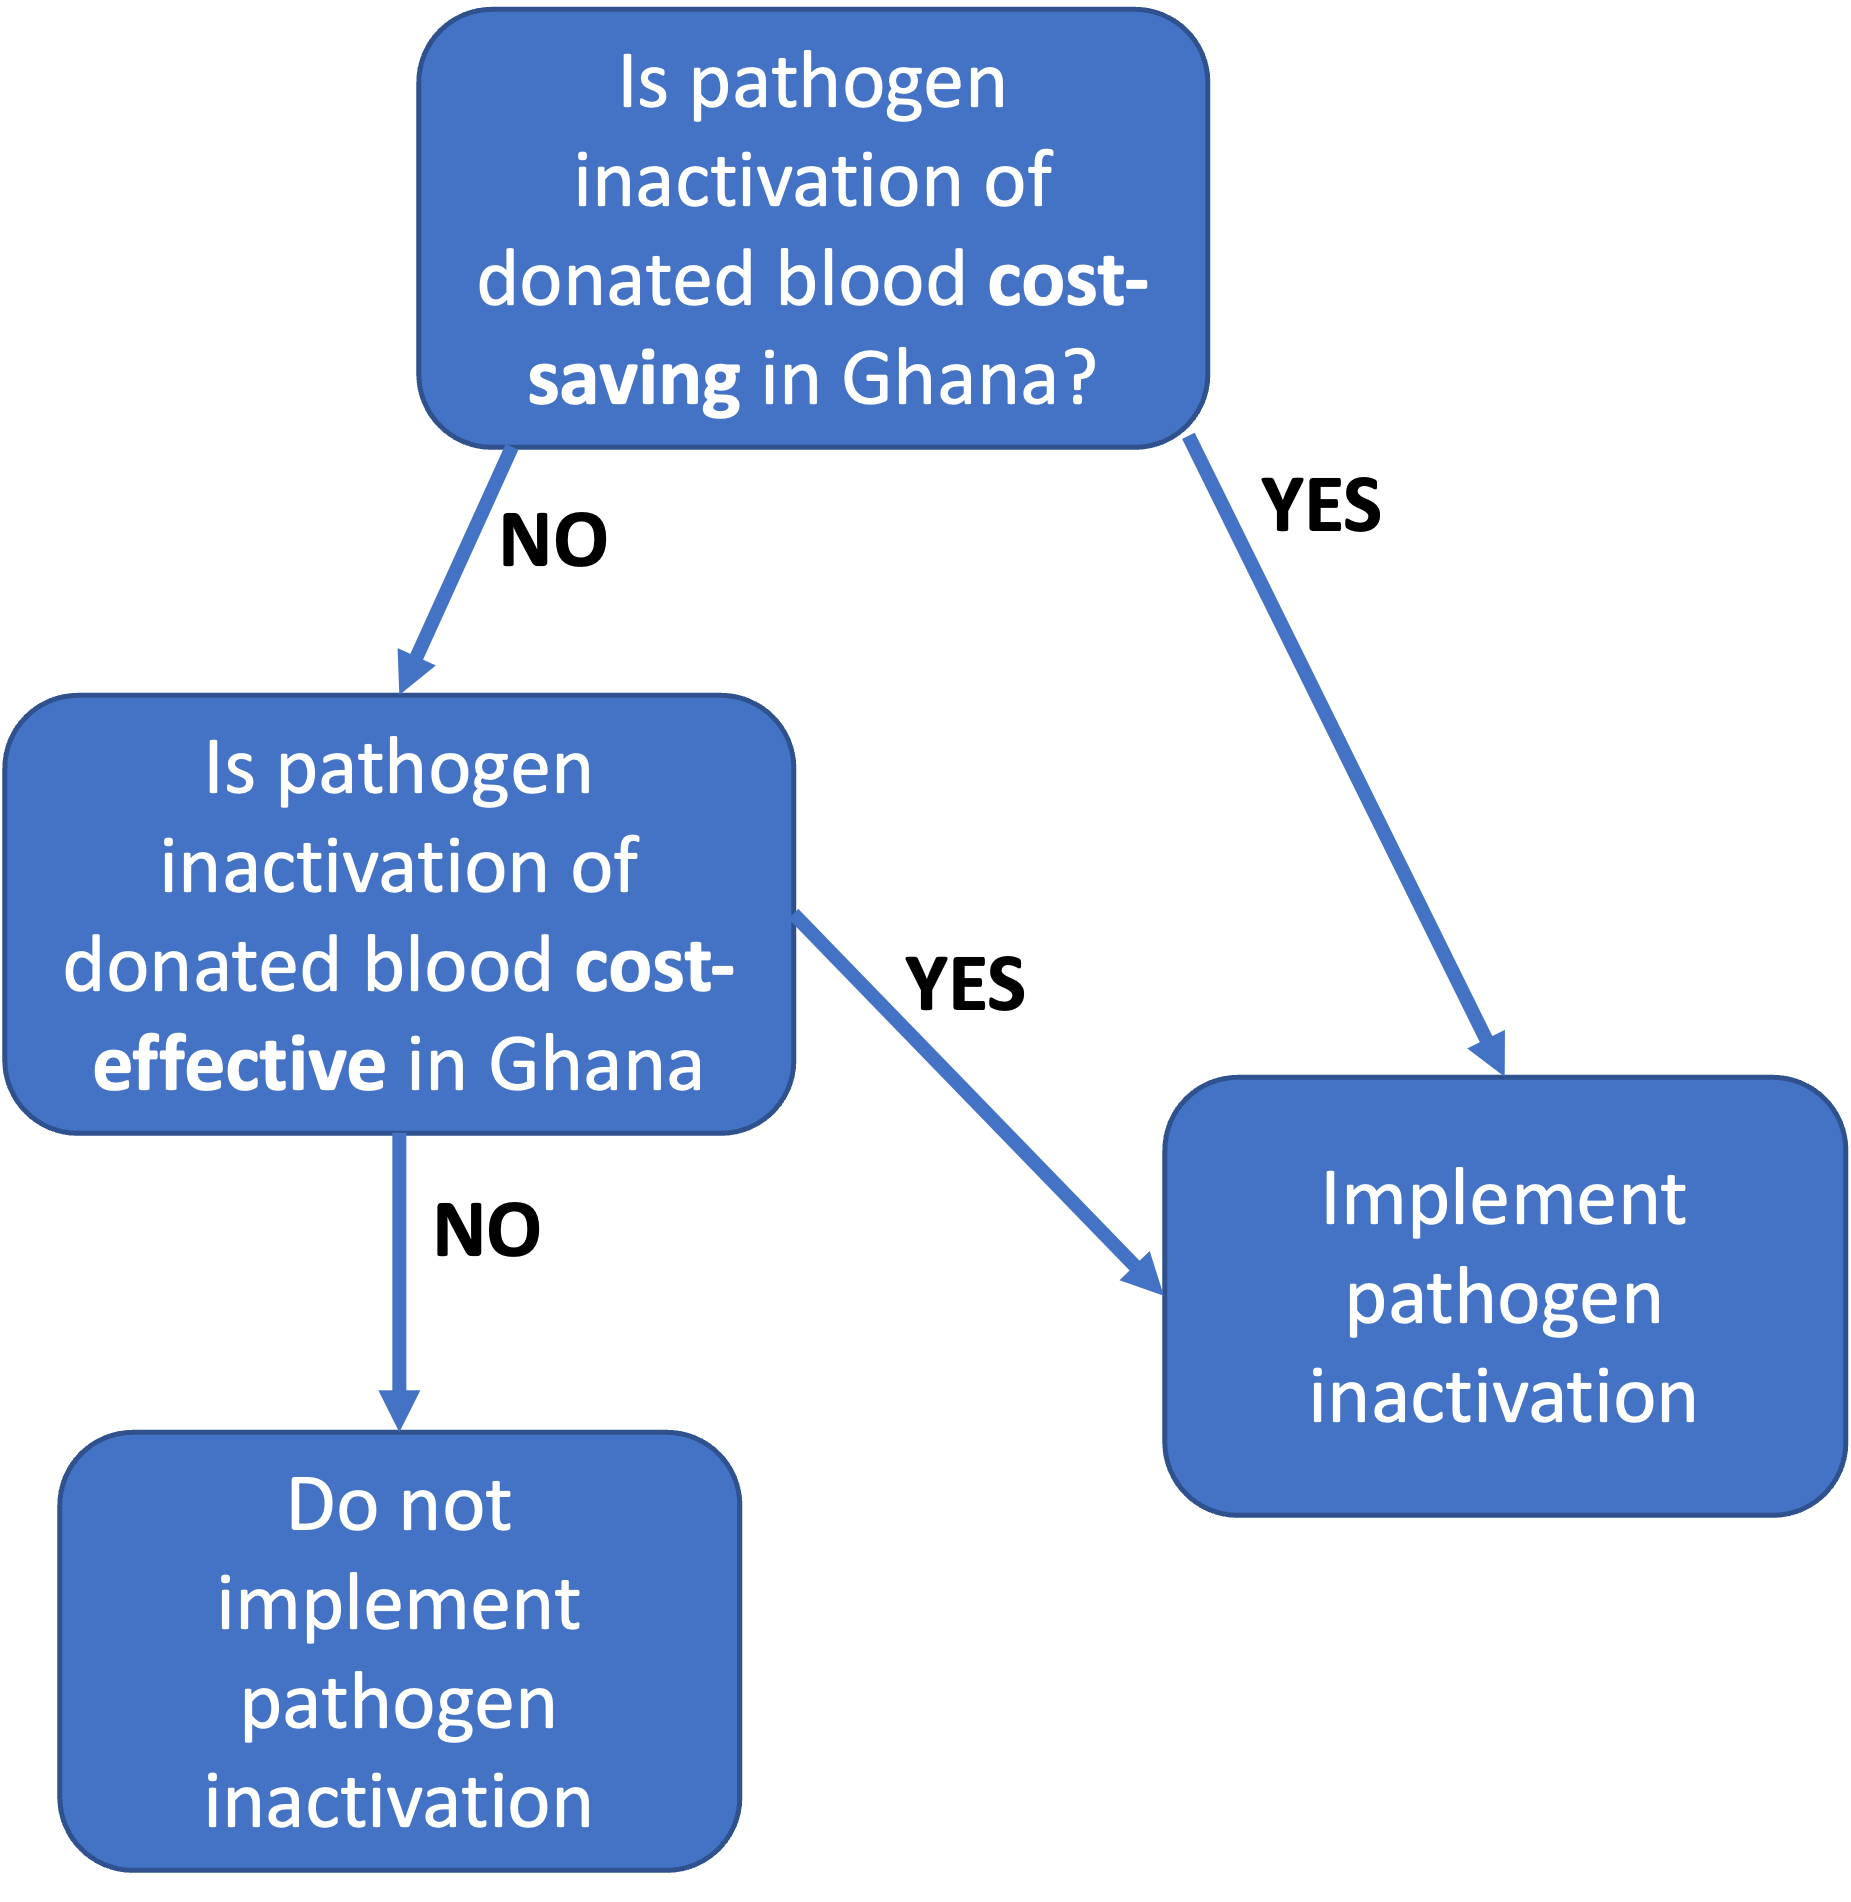 Is pathogen
inactivation of
donated blood cost-
saving in Ghana?
NO
YES
Is pathogen
inactivation of
donated blood cost-
effective in Ghana
YES
NO
Implement
pathogen
inactivation
Do not
implement
pathogen
inactivation